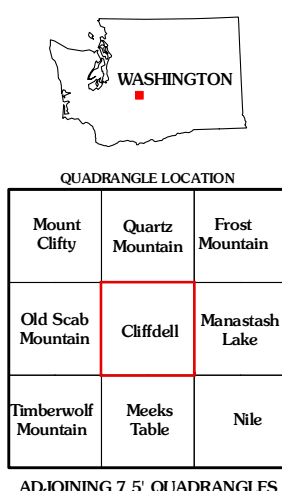 WASHINGTON
QUADRANGLE LOCATION
Mount
Clifty
Quartz
Mountain
Frost
Mountain
Old Scab
Mountain
Cliffdell
Manastash
Lake
Timberwolf
Mountain
Meeks
Table
Nile
ADJOINING 7.5' QUADRANGLES